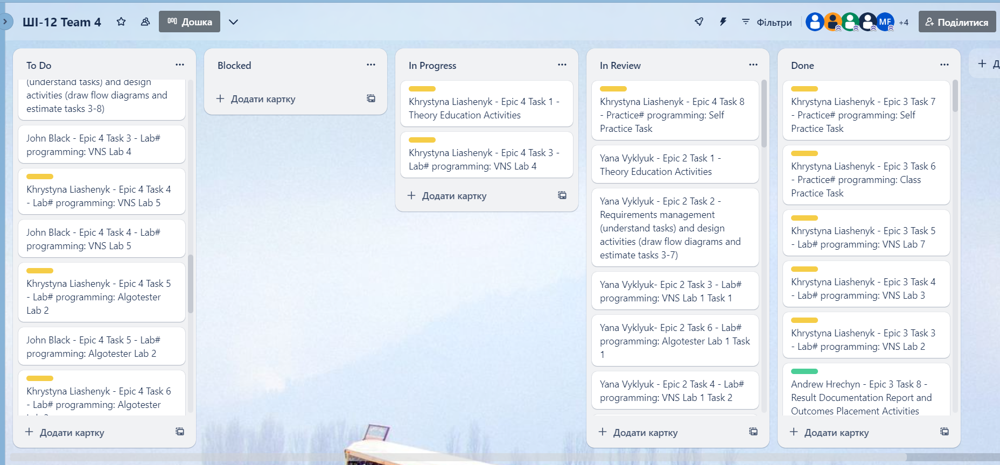 ШІ-12 Team 4
Дошка
Фільтри
MF
+4
Поділитися
To Do
(understand tasks) and design
activities (draw flow diagrams and
estimate tasks 3-8)
John Black - Epic 4 Task 3 - Lab#
programming: VNS Lab 4
Khrystyna Liashenyk - Epic 4 Task 4
- Lab# programming: VNS Lab 5
John Black - Epic 4 Task 4 - Lab#
programming: VNS Lab 5
Khrystyna Liashenyk - Epic 4 Task 5
- Lab# programming: Algotester
Lab 2
John Black - Epic 4 Task 5 - Lab#
programming: Algotester Lab 2
Khrystyna Liashenyk - Epic 4 Task 6
- Lab# programming: Algotester
Додати картку
Blocked
Додати картку
In Progress
Khrystyna Liashenyk - Epic 4 Task 1 -
Theory Education Activities
Khrystyna Liashenyk - Epic 4 Task 3 -
Lab# programming: VNS Lab 4
Додати картку
In Review
Khrystyna Liashenyk - Epic 4 Task 8
- Practice# programming: Self
Practice Task
Yana Vyklyuk - Epic 2 Task 1 -
Theory Education Activities
Yana Vyklyuk - Epic 2 Task 2 -
Requirements management
(understand tasks) and design
activities (draw flow diagrams and
estimate tasks 3-7)
Yana Vyklyuk- Epic 2 Task 3 - Lab#
programming: VNS Lab 1 Task 1
Yana Vyklyuk- Epic 2 Task 6 - Lab#
programming: Algotester Lab 1 Task
1
Yana Vyklyuk - Epic 2 Task 4 - Lab#
programming: VNS Lab 1 Task 2
Додати картку
Done
Khrystyna Liashenyk - Epic 3 Task 7
- Practice# programming: Self
Practice Task
Khrystyna Liashenyk - Epic 3 Task 6
- Practice# programming: Class
Practice Task
Khrystyna Liashenyk - Epic 3 Task 5
- Lab# programming: VNS Lab 7
Khrystyna Liashenyk - Epic 3 Task 4
- Lab# programming: VNS Lab 3
Khrystyna Liashenyk - Epic 3 Task 3
- Lab# programming: VNS Lab 2
Andrew Hrechyn - Epic 3 Task 8 -
Result Documentation Report and
Outcomes Placement Activities
Додати картку